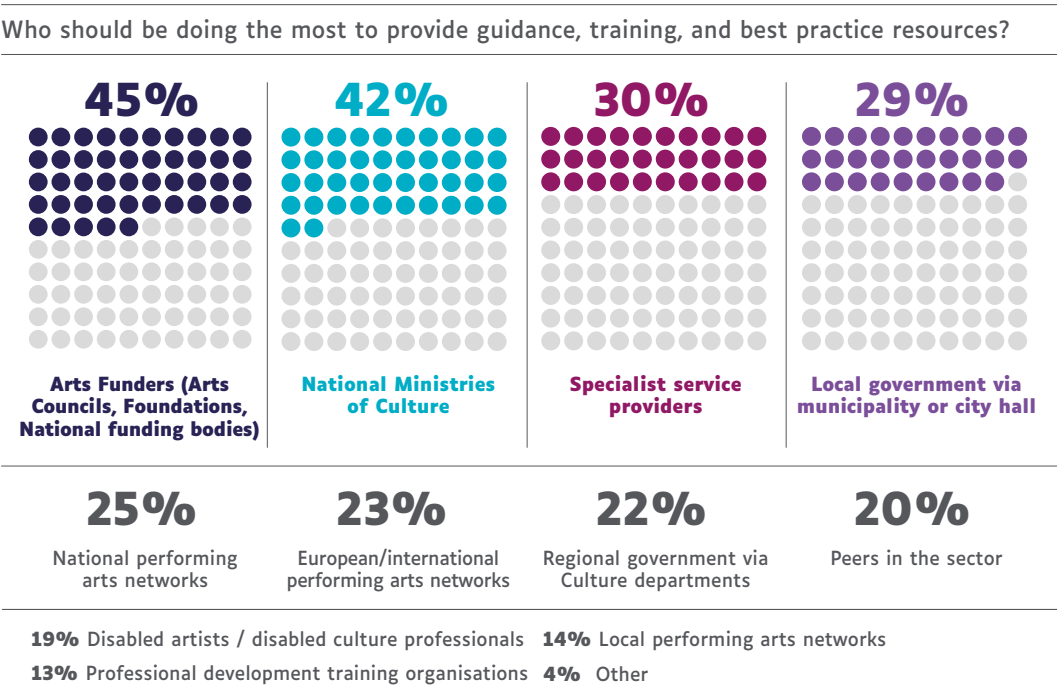 Who should be doing the most to provide guidance, training, and best practice resources?
45%
Arts Funders (Arts
Councils, Foundations,
National funding bodies)
42%
National Ministries
of Culture
30%
Specialist service
providers
29%
Local government via
municipality or city hall
25%
National performing
arts networks
23%
European/international
performing arts networks
22%
Regional government via
Culture departments
20%
Peers in the sector
19% Disabled artists / disabled culture professionals
14% Local performing arts networks
13% Professional development training organisations
4% Other